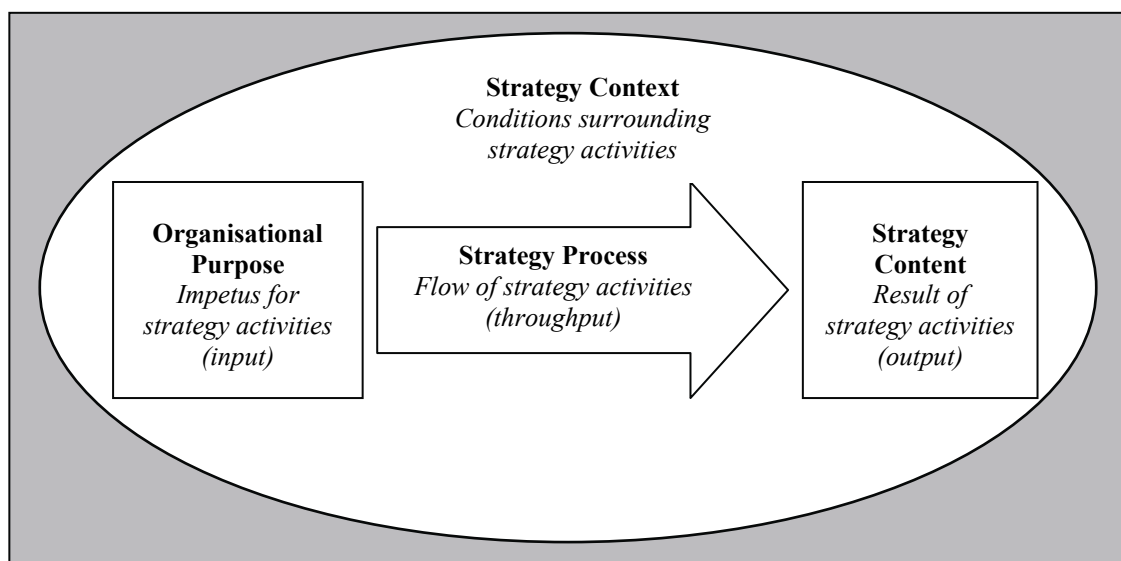 Strategy Context
Conditions surrounding
strategy activities
Organisational
Purpose
Impetus for
strategy activities
(input)
Strategy Process
Flow of strategy activities
(throughput)
Strategy
Content
Result of
strategy activities
(output)